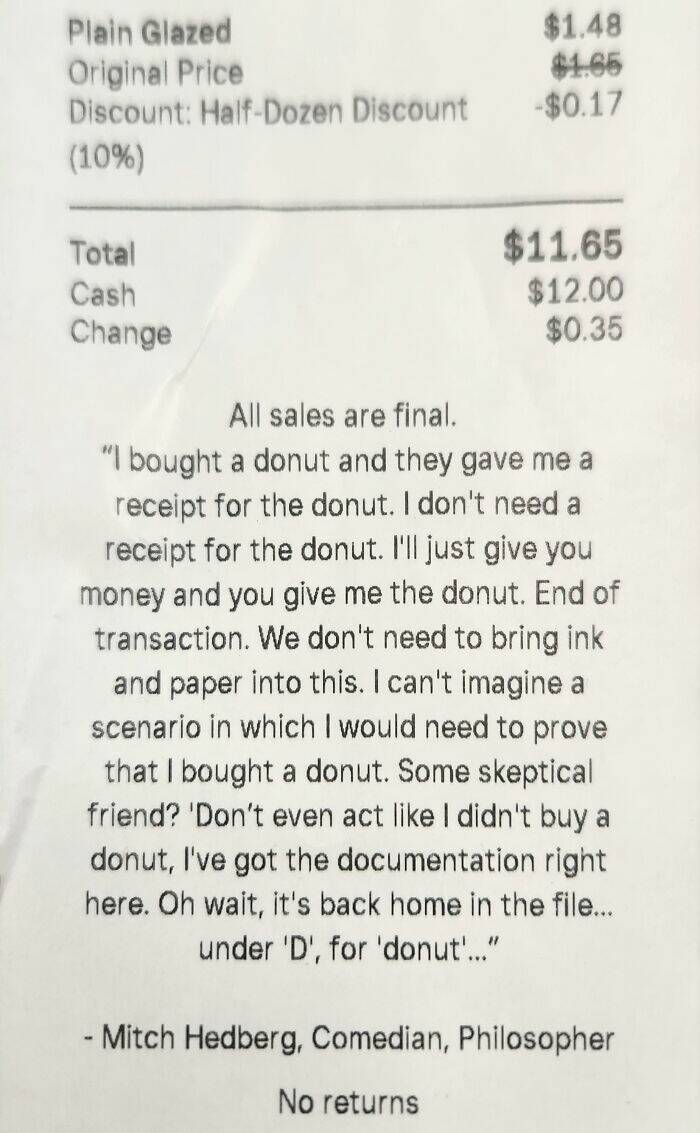 Plain Glazed $1.48
Original Price $1.65
Discount: Half-Dozen Discount -$0.17
(10%)
Total $11.65
Cash $12.00
Change $0.35
All sales are final.
“I bought a donut and they gave me a
receipt for the donut. I don't need a
receipt for the donut. I'll just give you
money and you give me the donut. End of
transaction. We don't need to bring ink
and paper into this. I can't imagine a
scenario in which I would need to prove
that I bought a donut. Some skeptical
friend? 'Don’t even act like I didn't buy a
donut, I've got the documentation right
here. Oh wait, it's back home in the file...
under 'D', for 'donut'...”
- Mitch Hedberg, Comedian, Philosopher
No returns